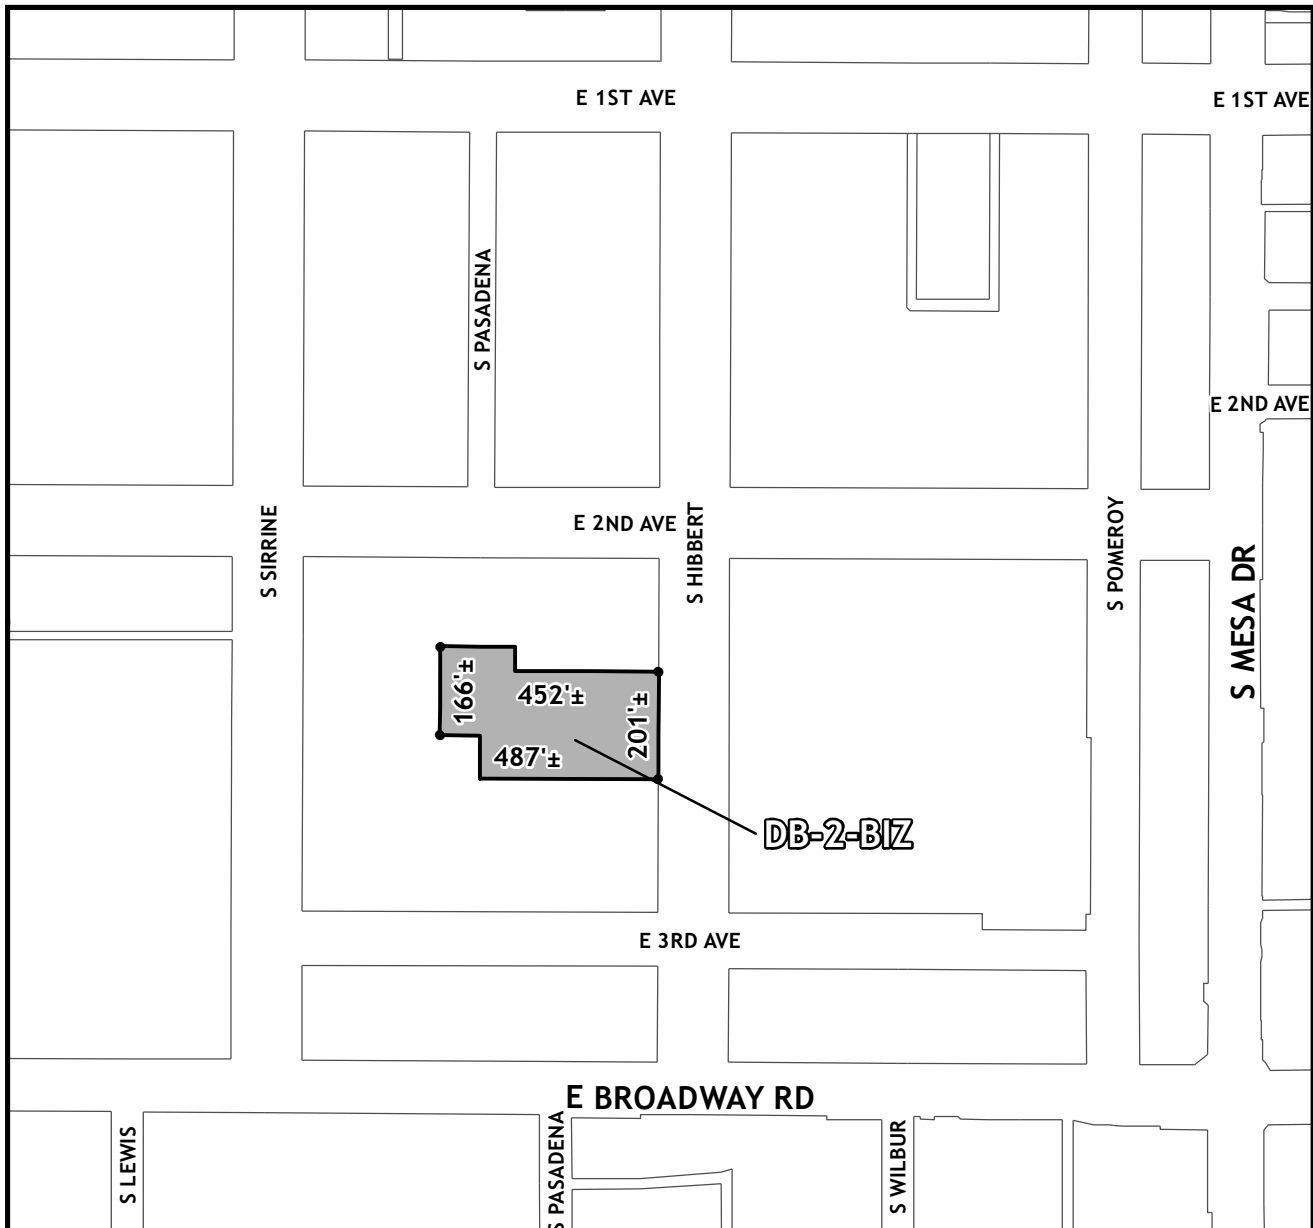 E 1ST AVE
E 1ST AVE
S PASADENA
E 2ND AVE
S SIRRINE
E 2ND AVE
S HIBBERT
S POMEROY
S MESA DR
166'±
452'±
201'±
487'±
DB-2-BIZ
E 3RD AVE
E BROADWAY RD
S LEWIS
S PASADENA
S WILBUR